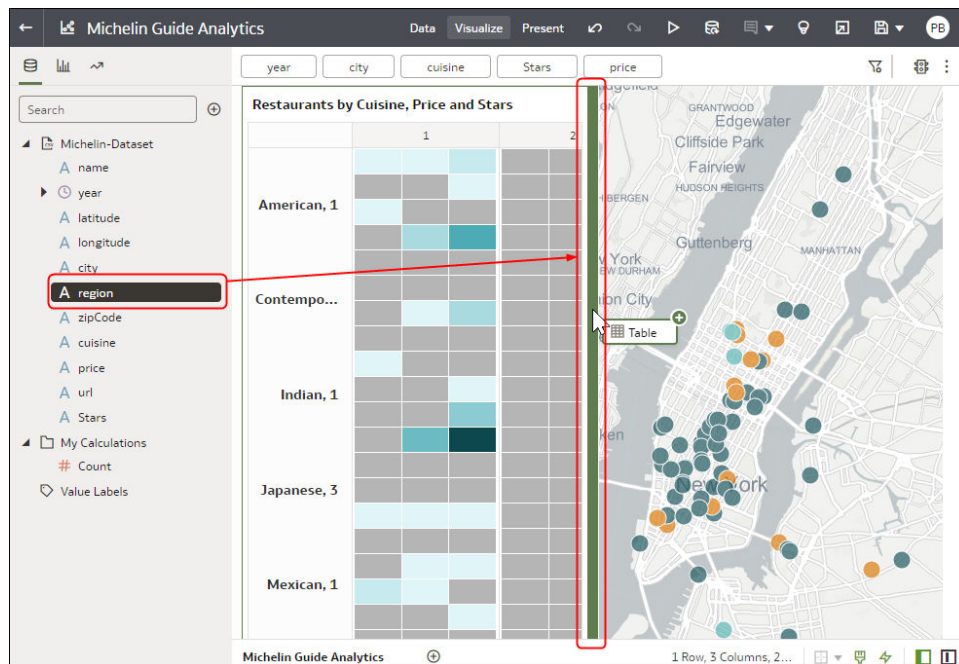 Michelin Guide Analytics
Data Visualize Present
PB
year city cuisine Stars price
Search
Michelin-Dataset
A name
year
A latitude
A longitude
A city
A region
A zipCode
A cuisine
A price
A url
A Stars
My Calculations
# Count
Value Labels
Restaurants by Cuisine, Price and Stars
1 2
American, 1
Contempo...
Indian, 1
Japanese, 3
Mexican, 1
GRANTWOOD
Edgewater
Cliffside Park
Fairview
HUDSON HEIGHTS
BERGEN
Guttenberg
MANHATTAN
York
EW DURHAM
ion City
Table
ken
New York
Michelin Guide Analytics
1 Row, 3 Columns, 2...